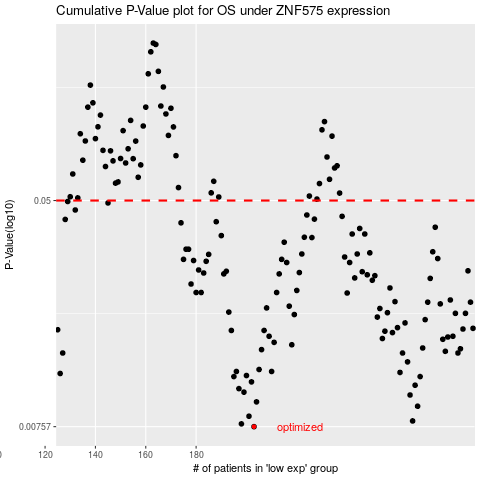 Cumulative P-Value plot for OS under ZNF575 expression
P-Value(log10)
0.05
0.00757
optimized
0 120 140 160 180
# of patients in 'low exp' group